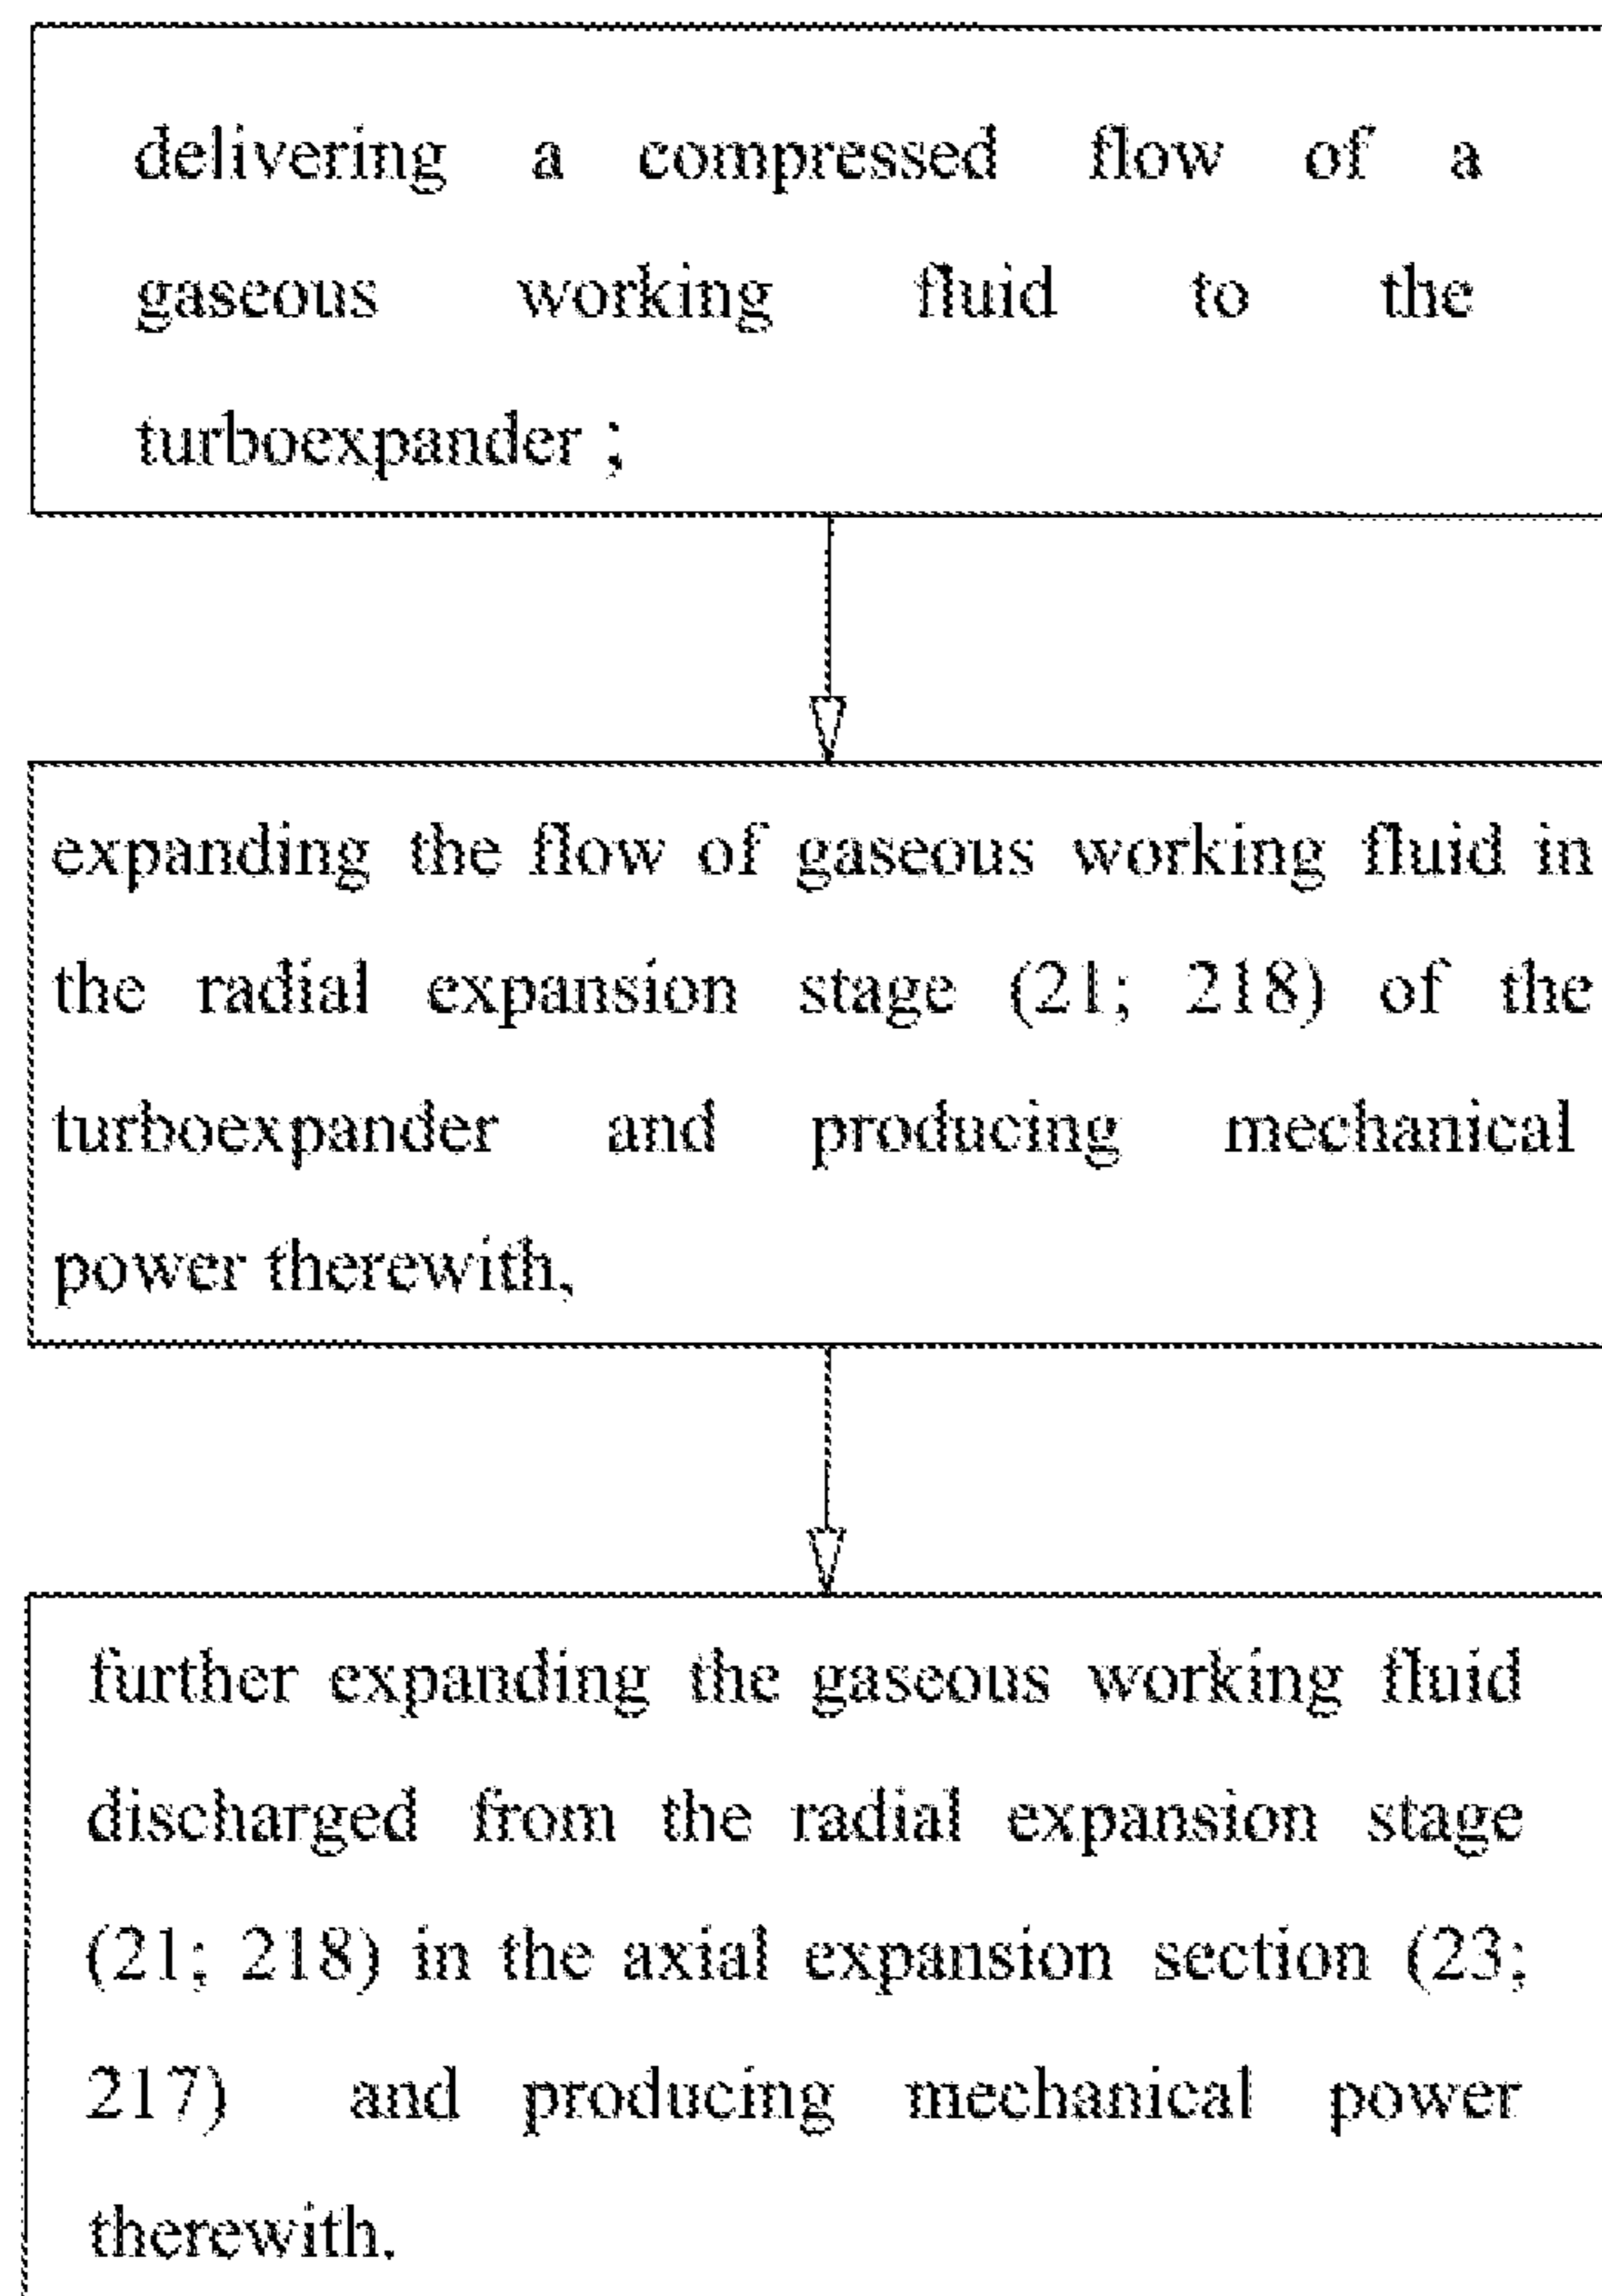 delivering a compressed flow of a
gaseous working fluid to the
turboexpander ;
expanding the flow of gaseous working fluid in
the radial expansion stage (21; 218) of the
turboexpander and producing mechanical
power therewith,
further expanding the gaseous working fluid
discharged from the radial expansion stage
(21; 218) in the axial expansion section (23;
217) and producing mechanical power
therewith.